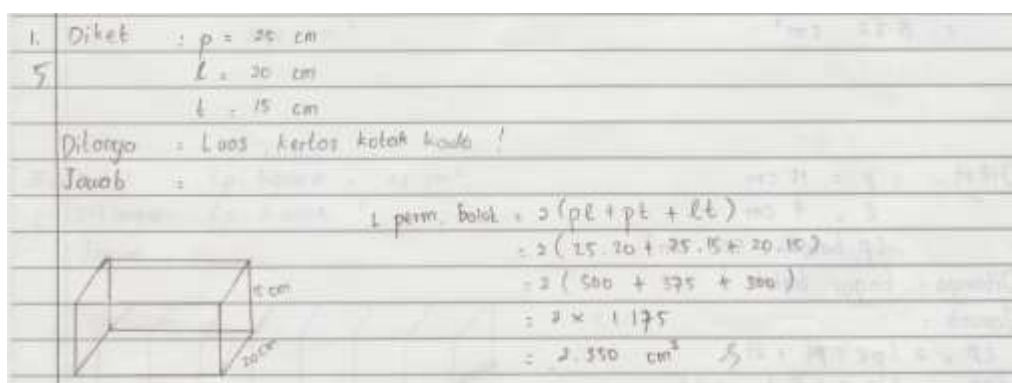 1. Diket : p = 25 cm
5 l = 20 cm
t = 15 cm
Ditanya : Luas kertas kotak kado !
Jawab :
L perm. balok = 2(pl + pt + lt)
= 2(25.20 + 25.15 + 20.15)
= 2(500 + 375 + 300)
= 2 × 1.175
= 2.350 cm² 5
15 cm
20 cm